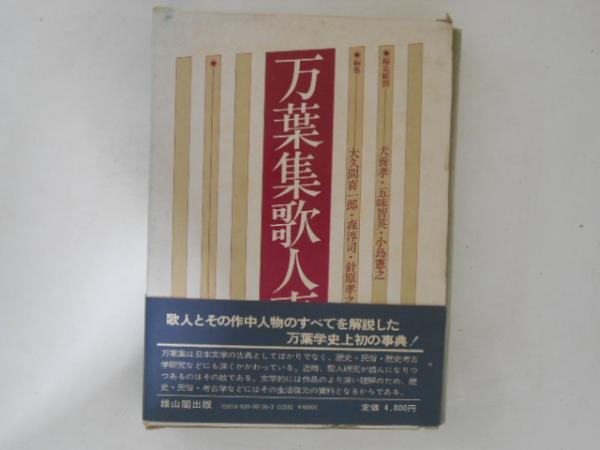 ◉編集顧問
犬養孝・五味智英・小島憲之
◉編集
大久間喜一郎・森淳司・針原孝之
万葉集歌人事
歌人とその作中人物のすべてを解説した
万葉学史上初の事典！
万葉集は日本文学の古典としてばかりでなく、歴史・民俗・歴史考古
学研究などにも深くかかわっている。近時、歌人研究が盛んになりつ
つあるのはその故である。文学的には作品のより深い理解のため、歴
史・民俗・考古学などにはその生活復元の資料となるからである。
雄山閣出版
定価 4,800円